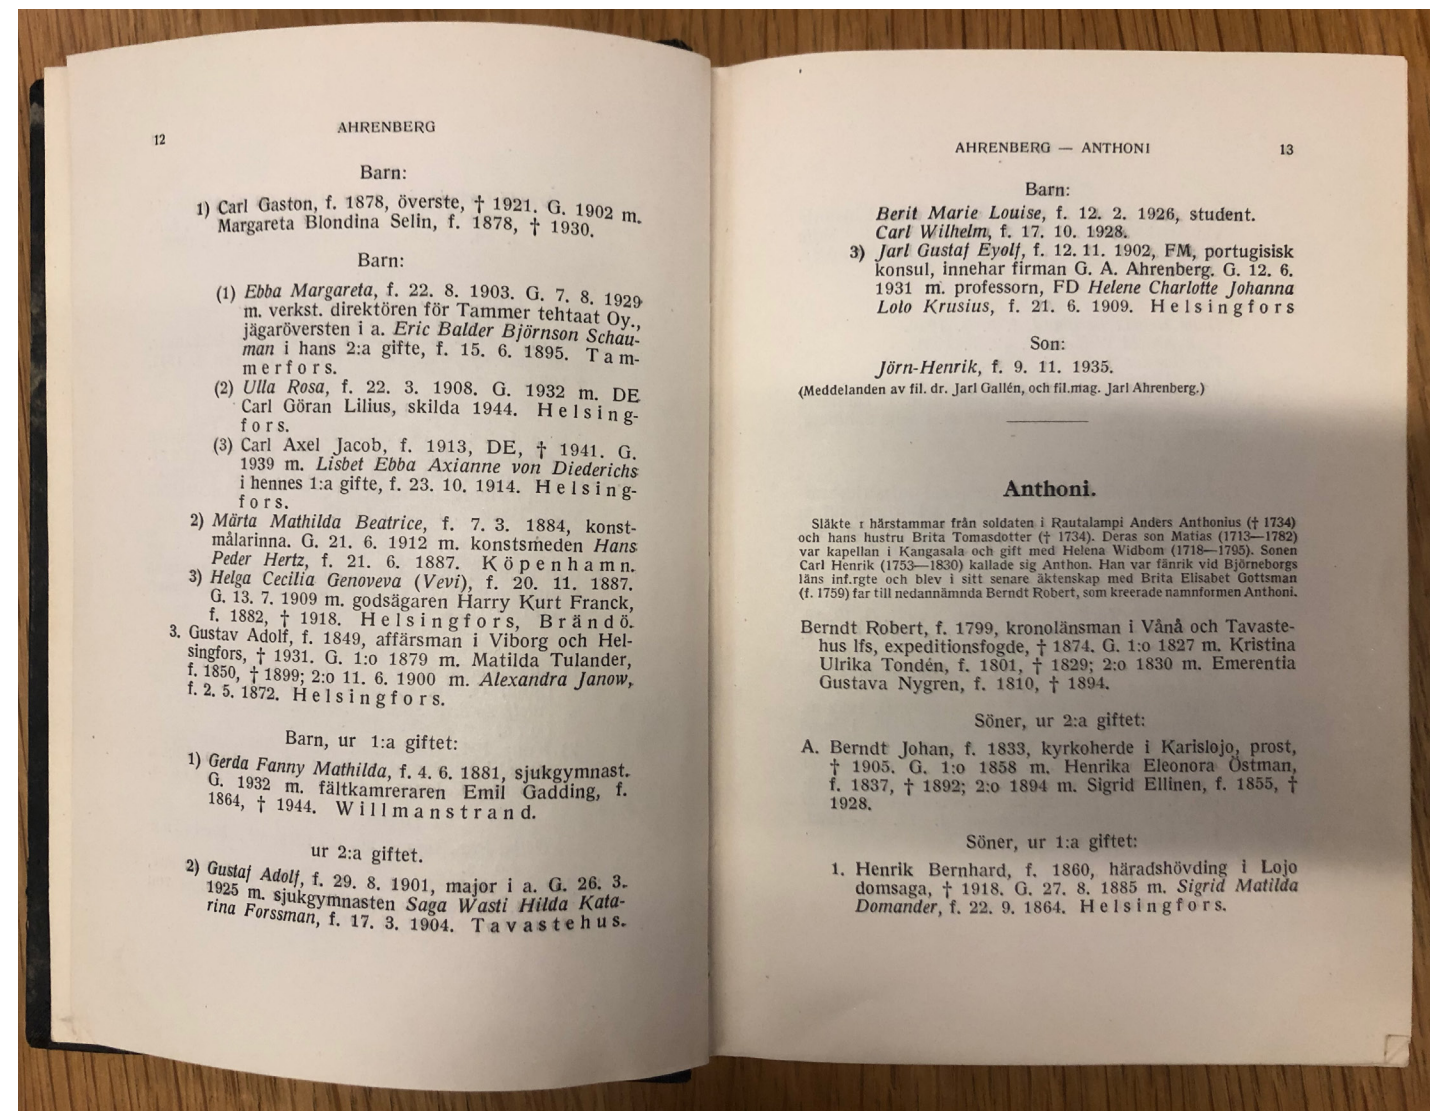 12
AHRENBERG
Barn:
1) Carl Gaston, f. 1878, överste, † 1921. G. 1902 m.
Margareta Blondina Selin, f. 1878, † 1930.
Barn:
(1) Ebba Margareta, f. 22. 8. 1903. G. 7. 8. 1929
m. verkst. direktören för Tammer tehtaat Oy.,
jägaröversten i a. Eric Balder Björnson Schau-
man i hans 2:a gifte, f. 15. 6. 1895. Tam-
merfors.
(2) Ulla Rosa, f. 22. 3. 1908. G. 1932 m. DE
Carl Göran Lilius, skilda 1944. Helsing-
fors.
(3) Carl Axel Jacob, f. 1913, DE, † 1941. G.
1939 m. Lisbet Ebba Axianne von Diederichs
i hennes 1:a gifte, f. 23. 10. 1914. Helsing-
fors.
2) Märta Mathilda Beatrice, f. 7. 3. 1884, konst-
målarinna. G. 21. 6. 1912 m. konstsmeden Hans
Peder Hertz, f. 21. 6. 1887. Köpenhamn.
3) Helga Cecilia Genoveva (Vevi), f. 20. 11. 1887.
G. 13. 7. 1909 m. godsägaren Harry Kurt Franck,
f. 1882, † 1918. Helsingfors, Brändö.
3. Gustav Adolf, f. 1849, affärsman i Viborg och Hel-
singfors, † 1931. G. 1:o 1879 m. Matilda Tulander,
f. 1850, † 1899; 2:o 11. 6. 1900 m. Alexandra Janow,
f. 2. 5. 1872. Helsingfors.
Barn, ur 1:a giftet:
1) Gerda Fanny Mathilda, f. 4. 6. 1881, sjukgymnast.
G. 1932 m. fältkamreraren Emil Gadding, f.
1864, † 1944. Willmanstrand.
ur 2:a giftet.
2) Gustaf Adolf, f. 29. 8. 1901, major i a. G. 26. 3.
1925 m. sjukgymnasten Saga Wasti Hilda Kata-
rina Forssman, f. 17. 3. 1904. Tavastehus.
AHRENBERG — ANTHONI 13
Barn:
Berit Marie Louise, f. 12. 2. 1926, student.
Carl Wilhelm, f. 17. 10. 1928.
3) Jarl Gustaf Eyolf, f. 12. 11. 1902, FM, portugisisk
konsul, innehar firman G. A. Ahrenberg. G. 12. 6.
1931 m. professorn, FD Helene Charlotte Johanna
Lolo Krusius, f. 21. 6. 1909. Helsingfors
Son:
Jörn-Henrik, f. 9. 11. 1935.
(Meddelanden av fil. dr. Jarl Gallén, och fil.mag. Jarl Ahrenberg.)
Anthoni.
Släkte r härstammar från soldaten i Rautalampi Anders Anthonius († 1734)
och hans hustru Brita Tomasdotter († 1734). Deras son Matias (1713—1782)
var kapellan i Kangasala och gift med Helena Widbom (1718—1795). Sonen
Carl Henrik (1753—1830) kallade sig Anthon. Han var fänrik vid Björneborgs
läns inf.rgte och blev i sitt senare äktenskap med Brita Elisabet Gottsman
(f. 1759) far till nedannämnda Berndt Robert, som kreerade namnformen Anthoni.
Berndt Robert, f. 1799, kronolänsman i Vånå och Tavaste-
hus lfs, expeditionsfogde, † 1874. G. 1:o 1827 m. Kristina
Ulrika Tondén, f. 1801, † 1829; 2:o 1830 m. Emerentia
Gustava Nygren, f. 1810, † 1894.
Söner, ur 2:a giftet:
A. Berndt Johan, f. 1833, kyrkoherde i Karislojo, prost,
† 1905. G. 1:o 1858 m. Henrika Eleonora Östman,
f. 1837, † 1892; 2:o 1894 m. Sigrid Ellinen, f. 1855, †
1928.
Söner, ur 1:a giftet:
1. Henrik Bernhard, f. 1860, häradshövding i Lojo
domsaga, † 1918. G. 27. 8. 1885 m. Sigrid Matilda
Domander, f. 22. 9. 1864. Helsingfors.